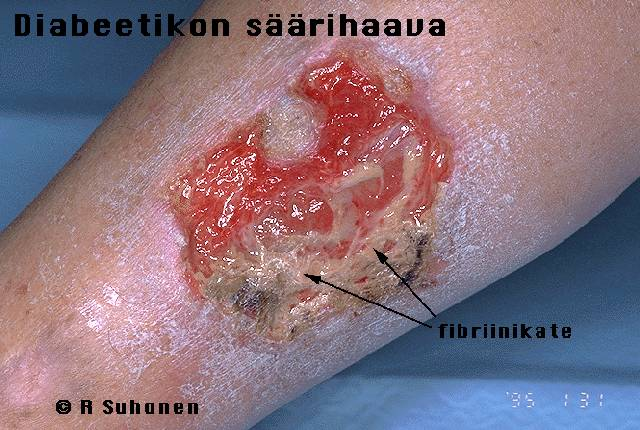 Diabeetikon säärihaava
fibriinikate
© R Suhonen
'95 1 31